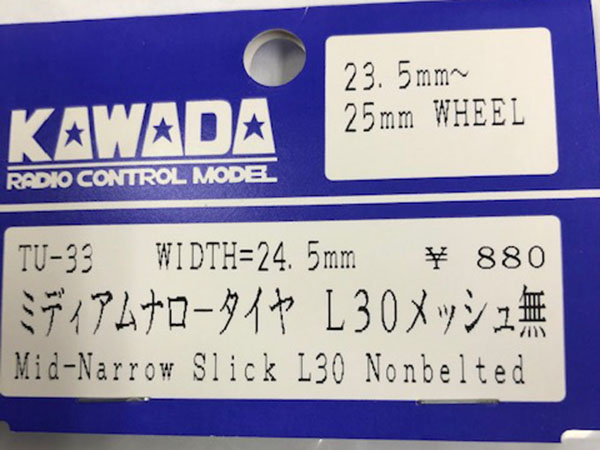 KAWADA
RADIO CONTROL MODEL
23.5mm~
25mm WHEEL
TU-33 WIDTH=24.5mm ¥ 880
ミディアムナロータイヤ L30メッシュ無
Mid-Narrow Slick L30 Nonbelted